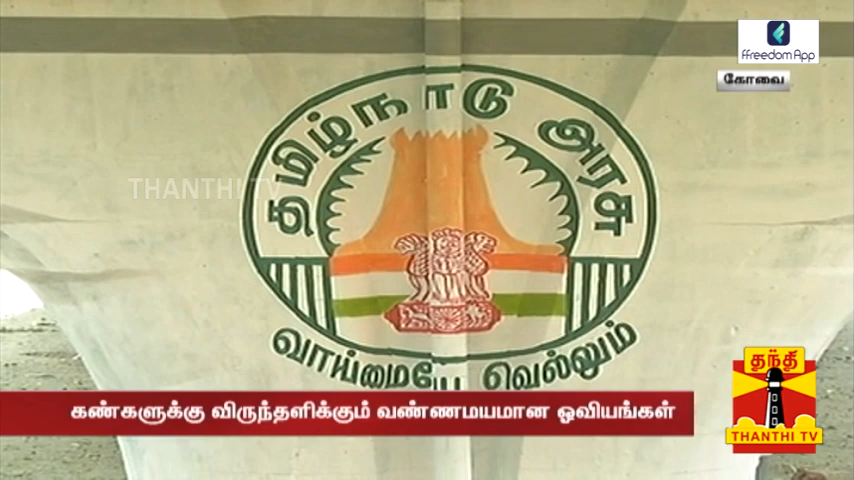 ffreedom App
கோவை
தமிழ்நாடு அரசு
THANTHI TV
வாய்மையே வெல்லும்
கண்களுக்கு விருந்தளிக்கும் வண்ணமயமான ஓவியங்கள்
தந்தி
THANTHI TV